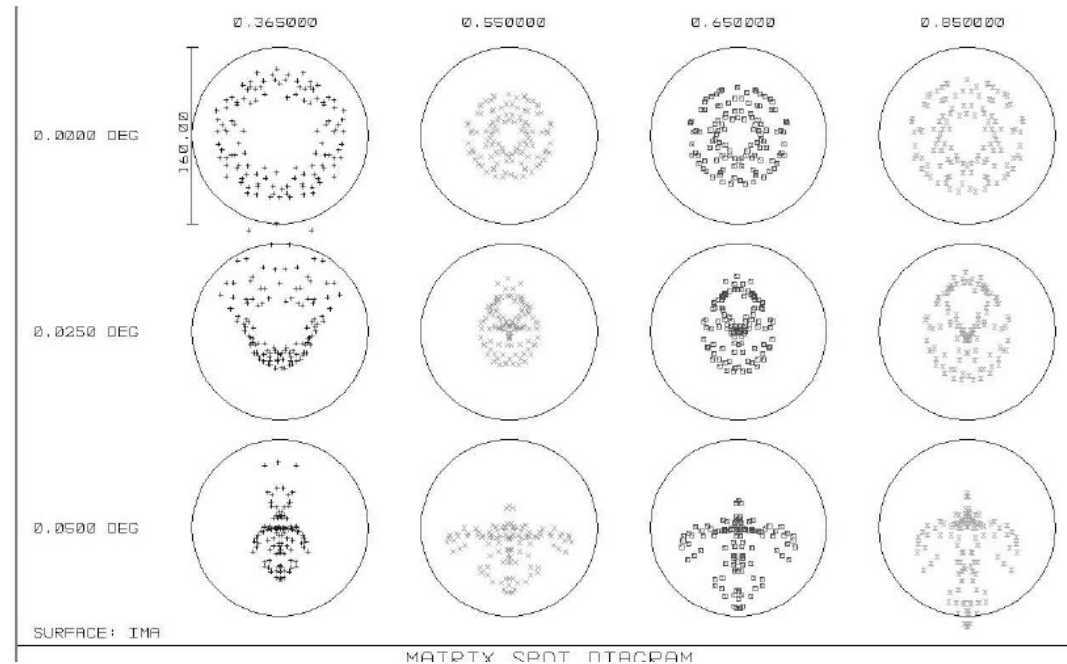 0.365000 0.550000 0.650000 0.850000
0.0000 DEG
160.00
0.0250 DEG
0.0500 DEG
SURFACE: IMA
MATRIX SPOT DIAGRAM